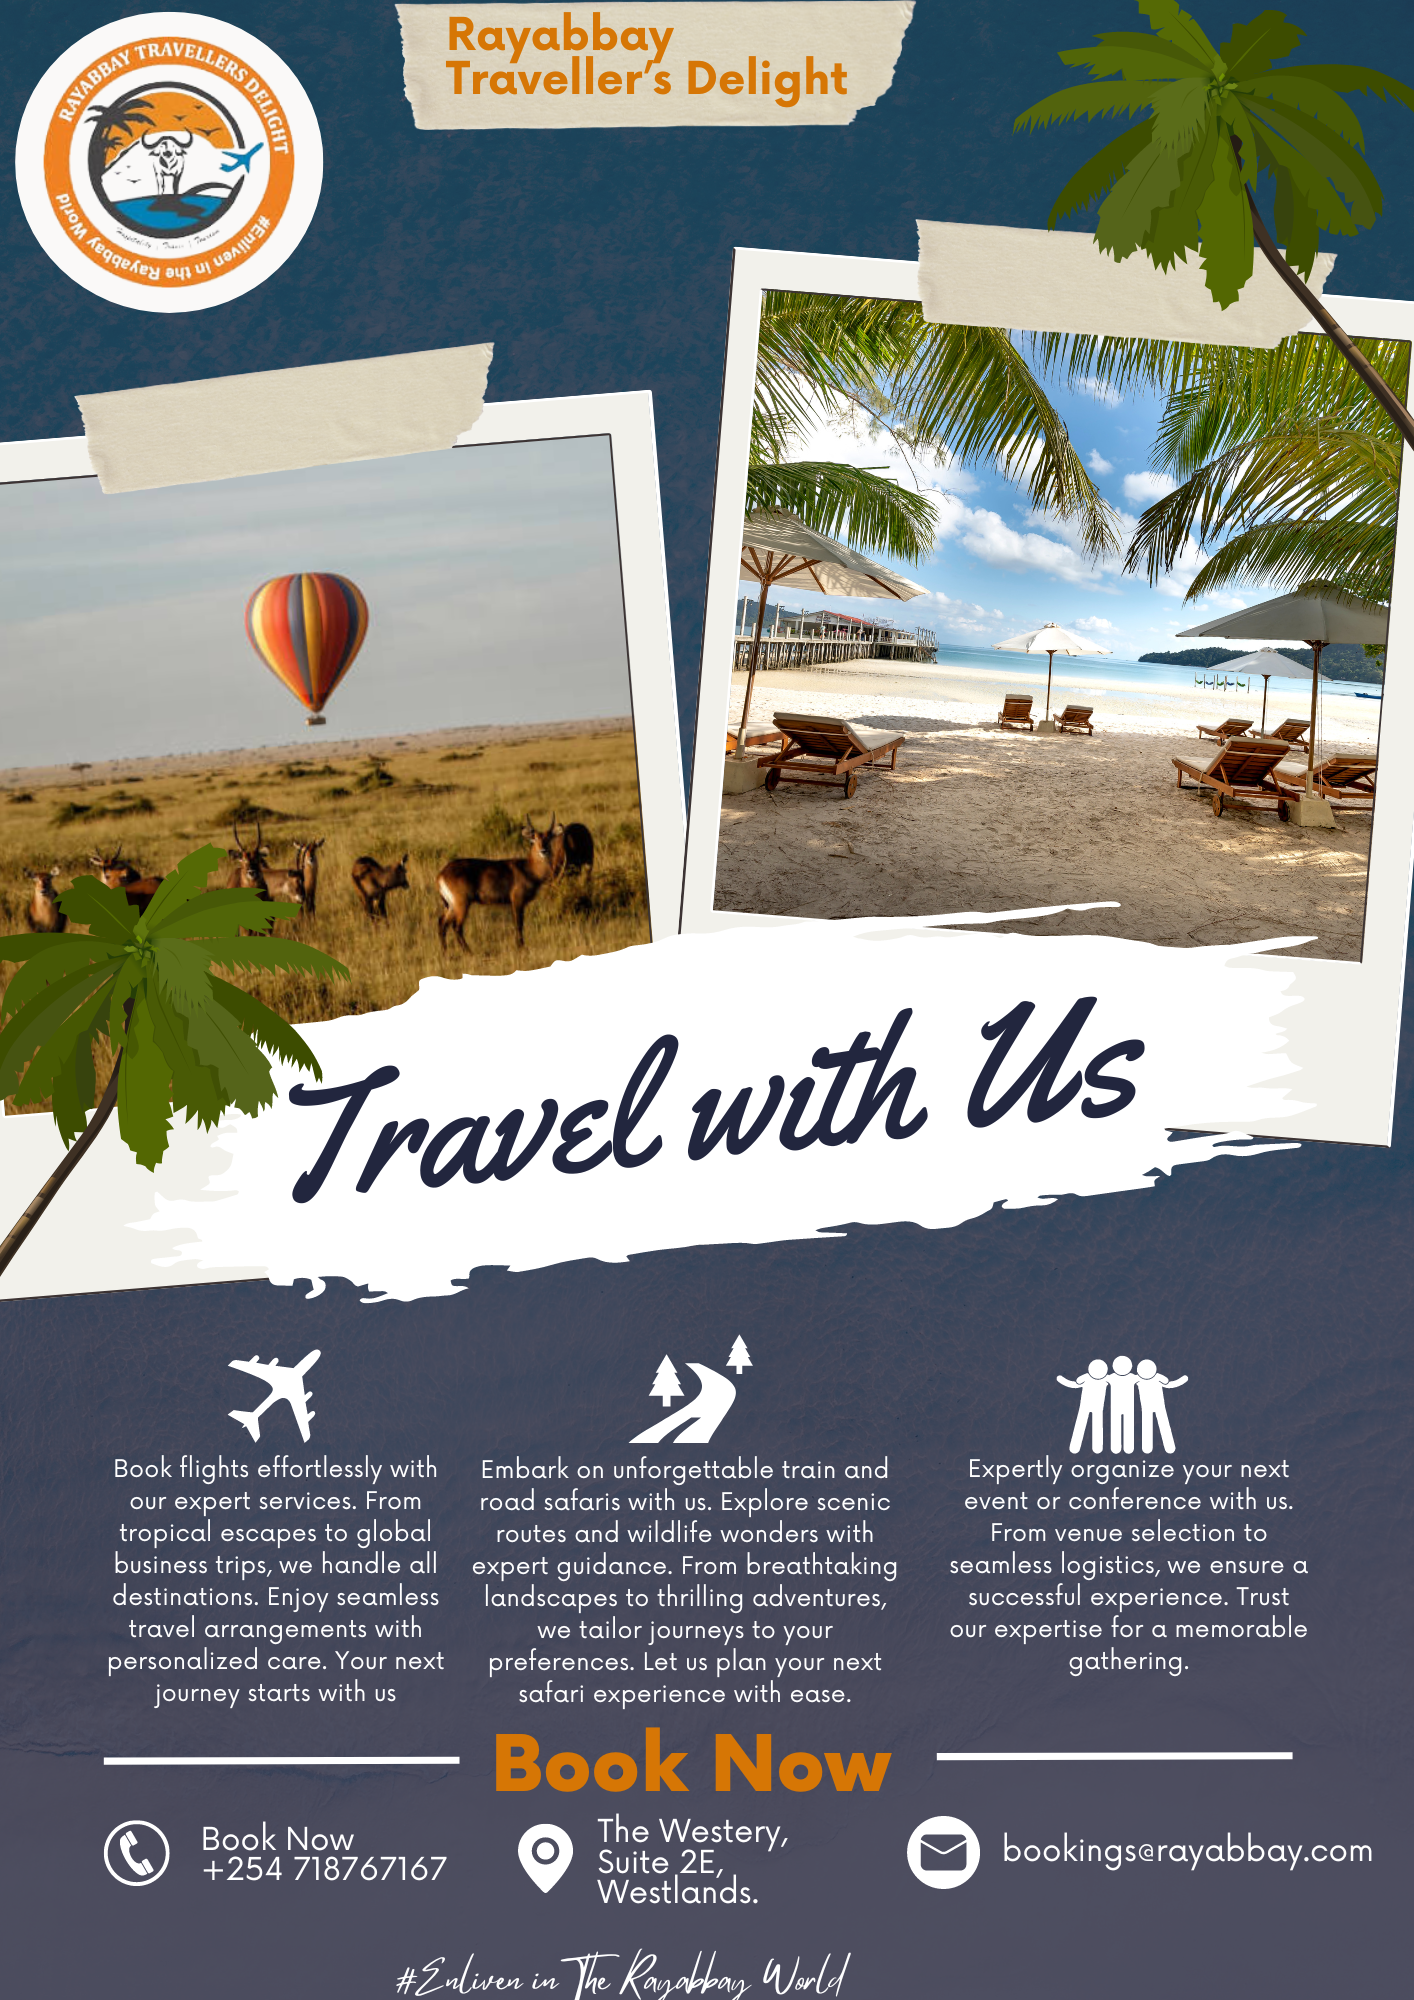 RAYABBAY TRAVELLERS DELIGHT
#Enliven in the Rayabbay World
Hospitality | Travel | Tourism
Rayabbay
Traveller's Delight
Travel with Us
Book flights effortlessly with
our expert services. From
tropical escapes to global
business trips, we handle all
destinations. Enjoy seamless
travel arrangements with
personalized care. Your next
journey starts with us
Embark on unforgettable train and
road safaris with us. Explore scenic
routes and wildlife wonders with
expert guidance. From breathtaking
landscapes to thrilling adventures,
we tailor journeys to your
preferences. Let us plan your next
safari experience with ease.
Expertly organize your next
event or conference with us.
From venue selection to
seamless logistics, we ensure a
successful experience. Trust
our expertise for a memorable
gathering.
Book Now
Book Now
+254 718767167
The Westery,
Suite 2E,
Westlands.
bookings@rayabbay.com
#Enliven in The Rayabbay World